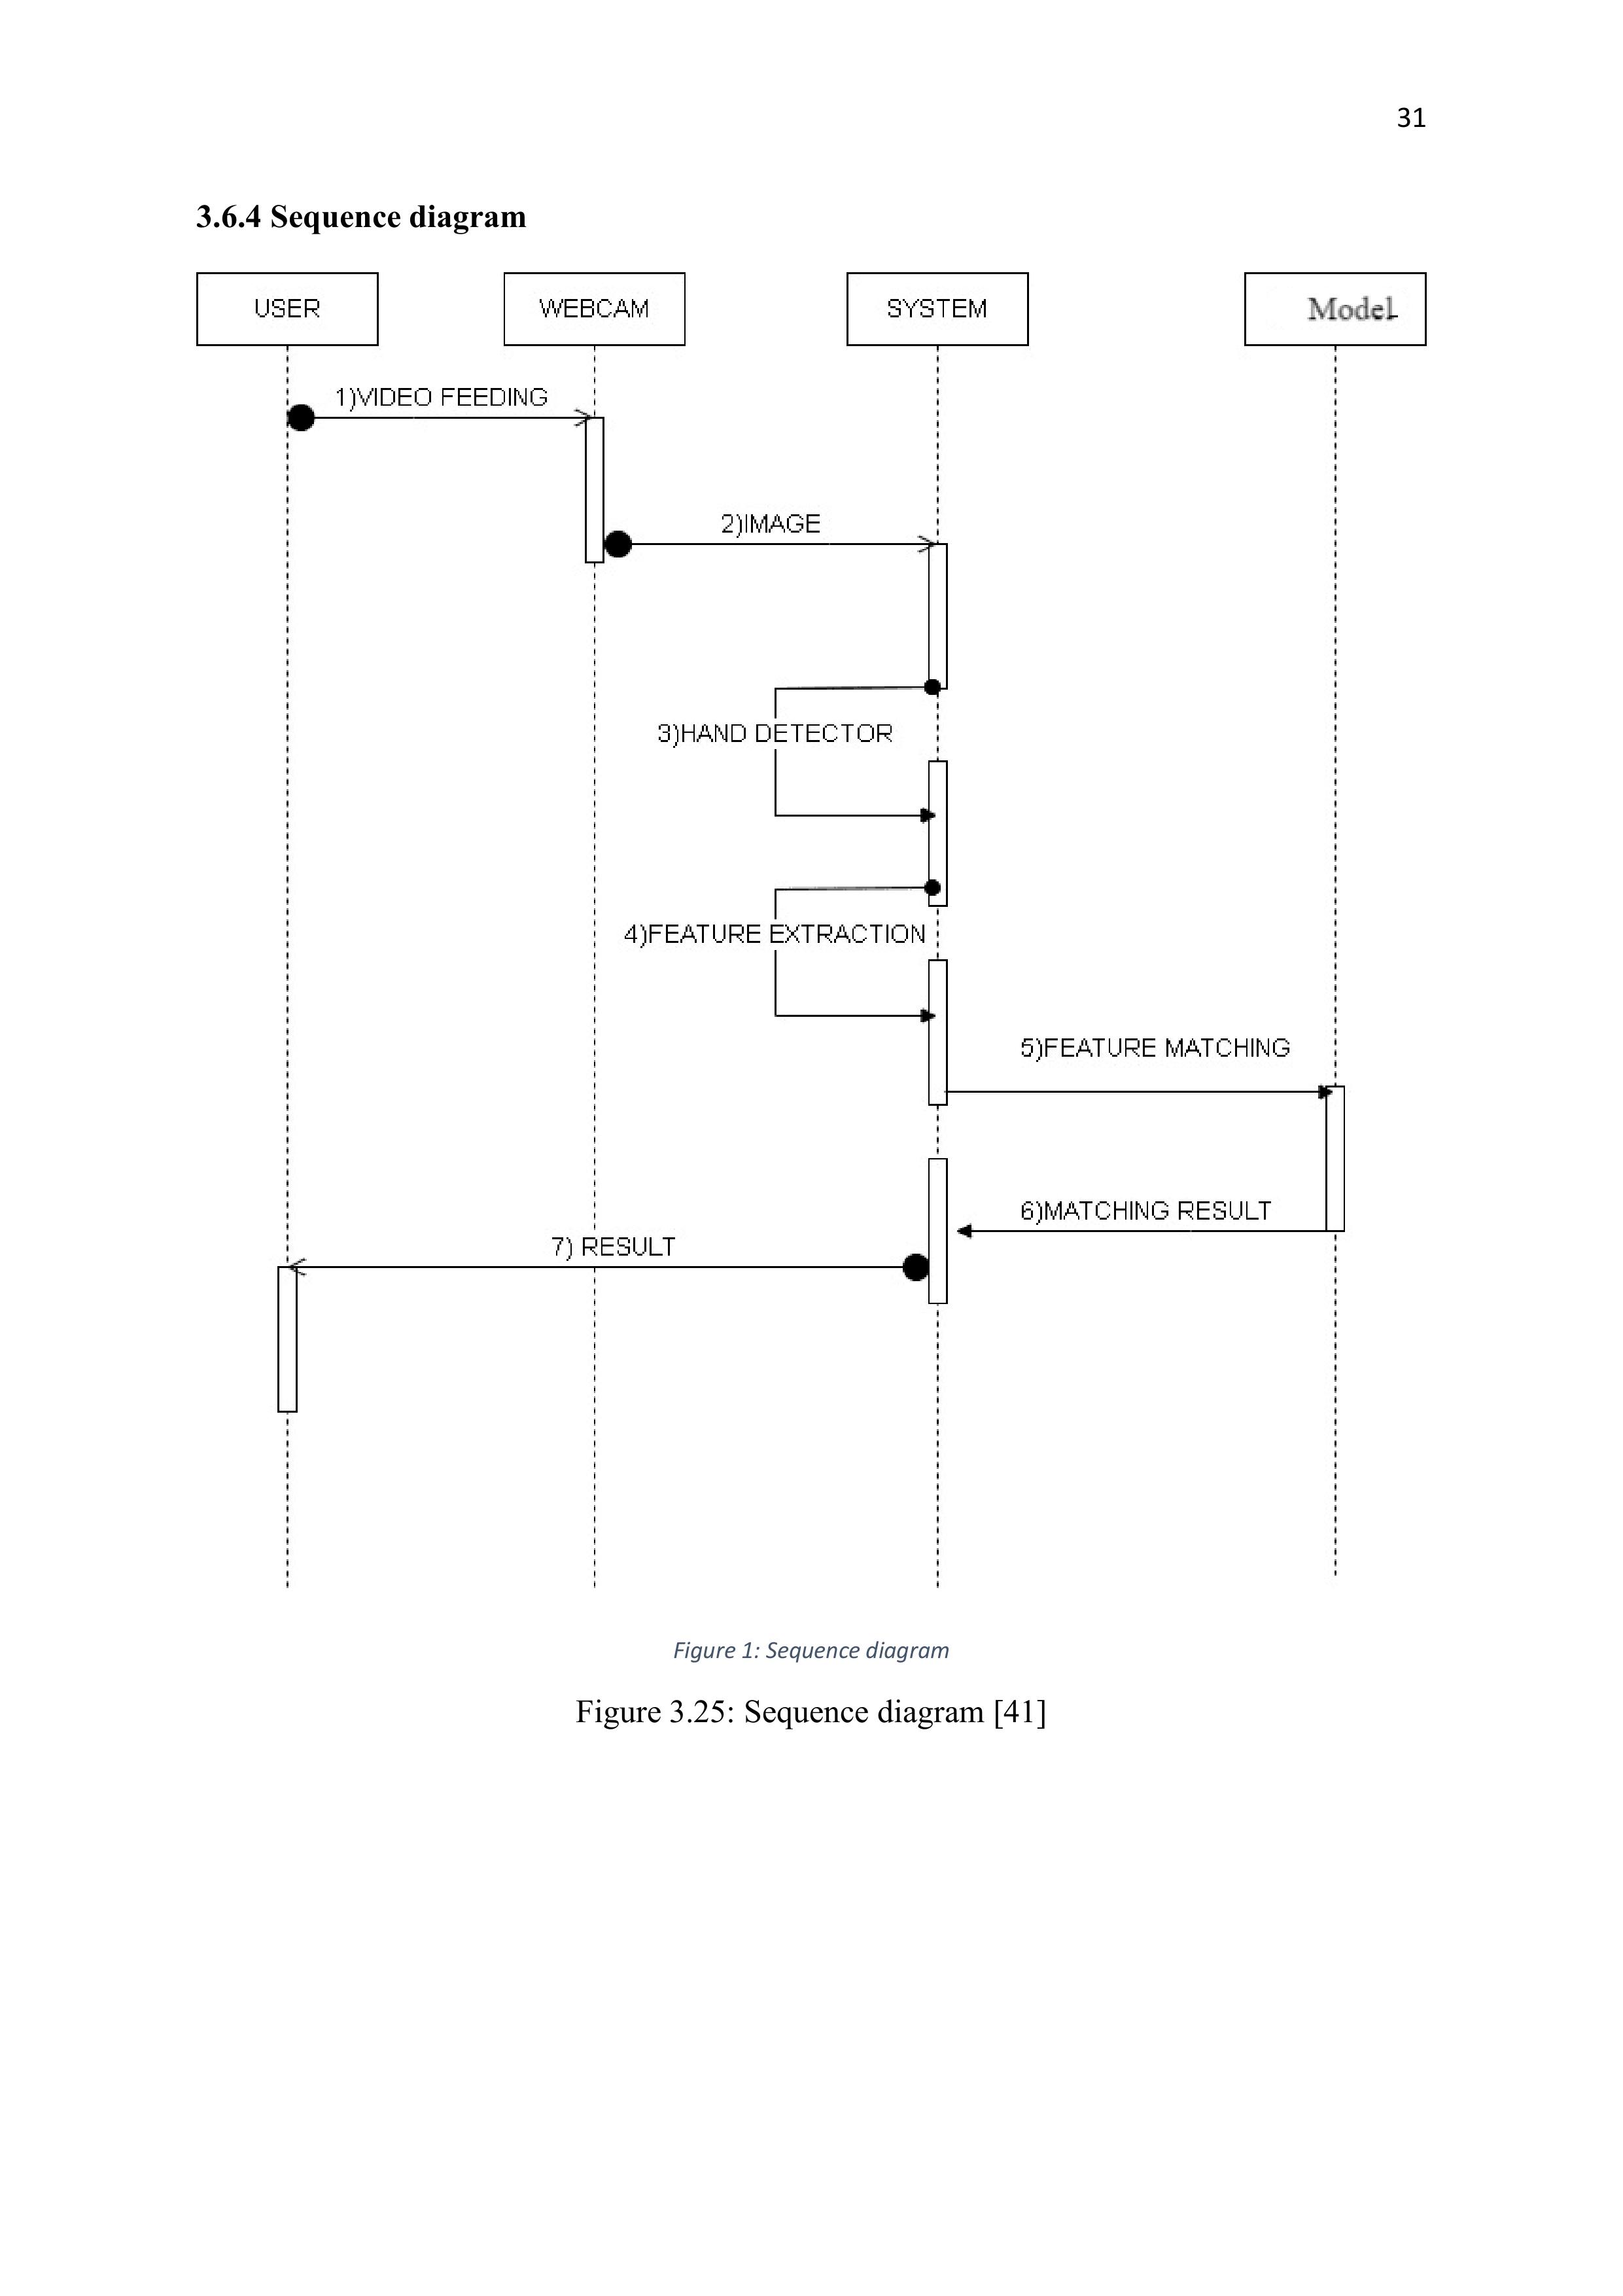 31
3.6.4 Sequence diagram
USER WEBCAM SYSTEM Model
1)VIDEO FEEDING
2)IMAGE
3)HAND DETECTOR
4)FEATURE EXTRACTION
5)FEATURE MATCHING
6)MATCHING RESULT
7) RESULT
Figure 1: Sequence diagram
Figure 3.25: Sequence diagram [41]